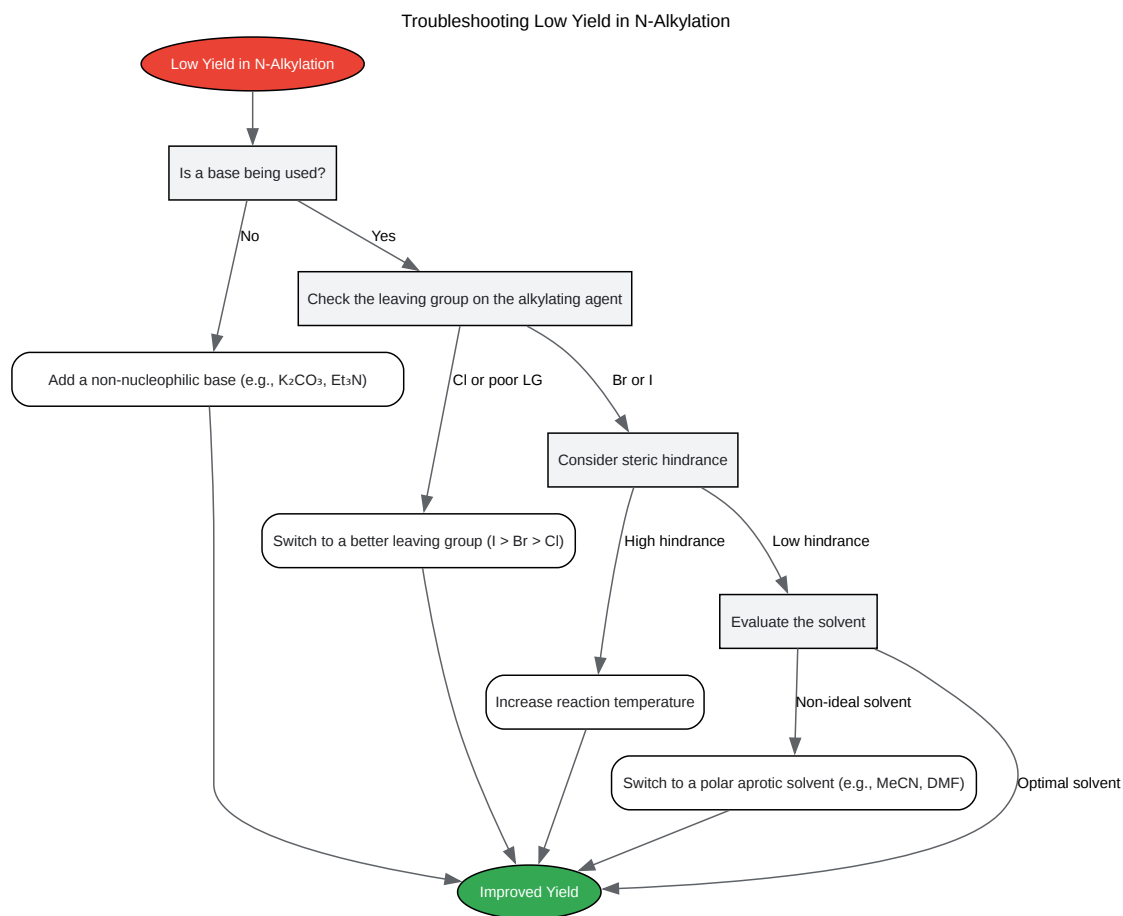 Troubleshooting Low Yield in N-Alkylation
Low Yield in N-Alkylation
Is a base being used?
No
Yes
Check the leaving group on the alkylating agent
Add a non-nucleophilic base (e.g., K₂CO₃, Et₃N)
Cl or poor LG
Br or I
Consider steric hindrance
Switch to a better leaving group (I > Br > Cl)
High hindrance
Low hindrance
Evaluate the solvent
Increase reaction temperature
Non-ideal solvent
Switch to a polar aprotic solvent (e.g., MeCN, DMF)
Optimal solvent
Improved Yield